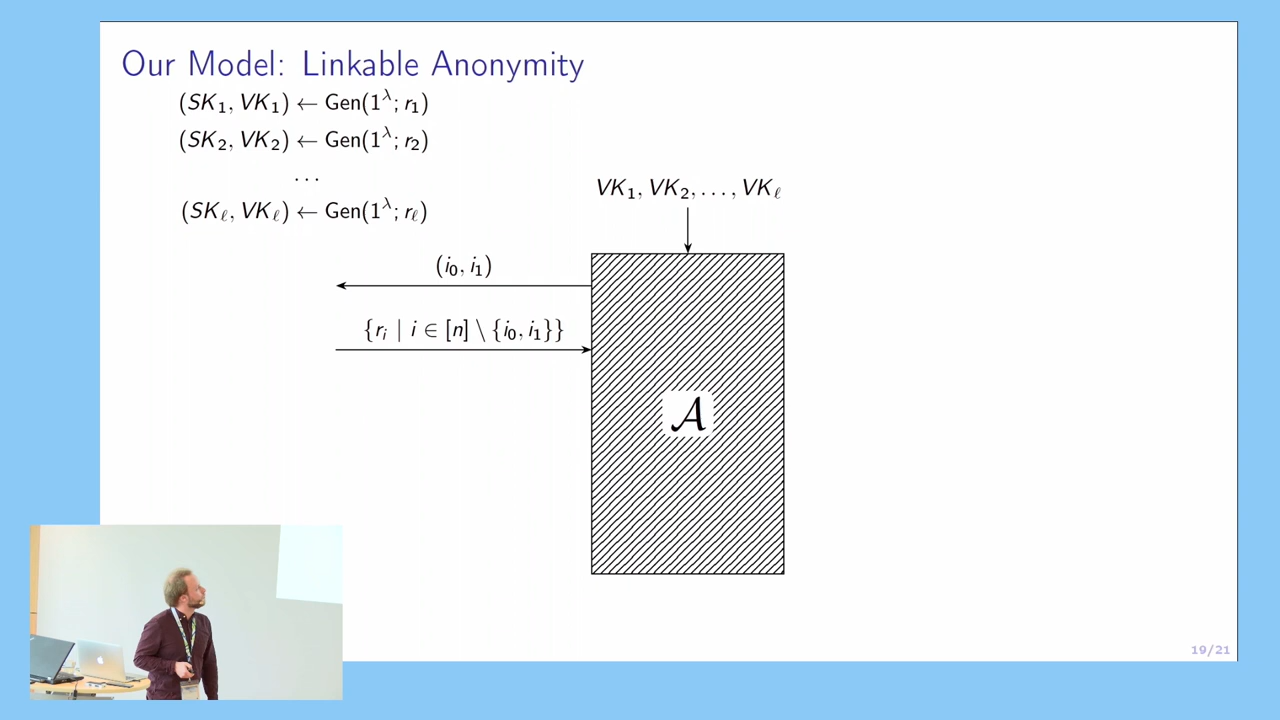 Our Model: Linkable Anonymity
(SK₁, VK₁) ← Gen(1^λ; r₁)
(SK₂, VK₂) ← Gen(1^λ; r₂)
...
(SK_ℓ, VK_ℓ) ← Gen(1^λ; r_ℓ)
VK₁, VK₂, . . . , VK_ℓ
(i₀, i₁)
{r_i | i ∈ [n] \ {i₀, i₁}}
𝒜
19/21